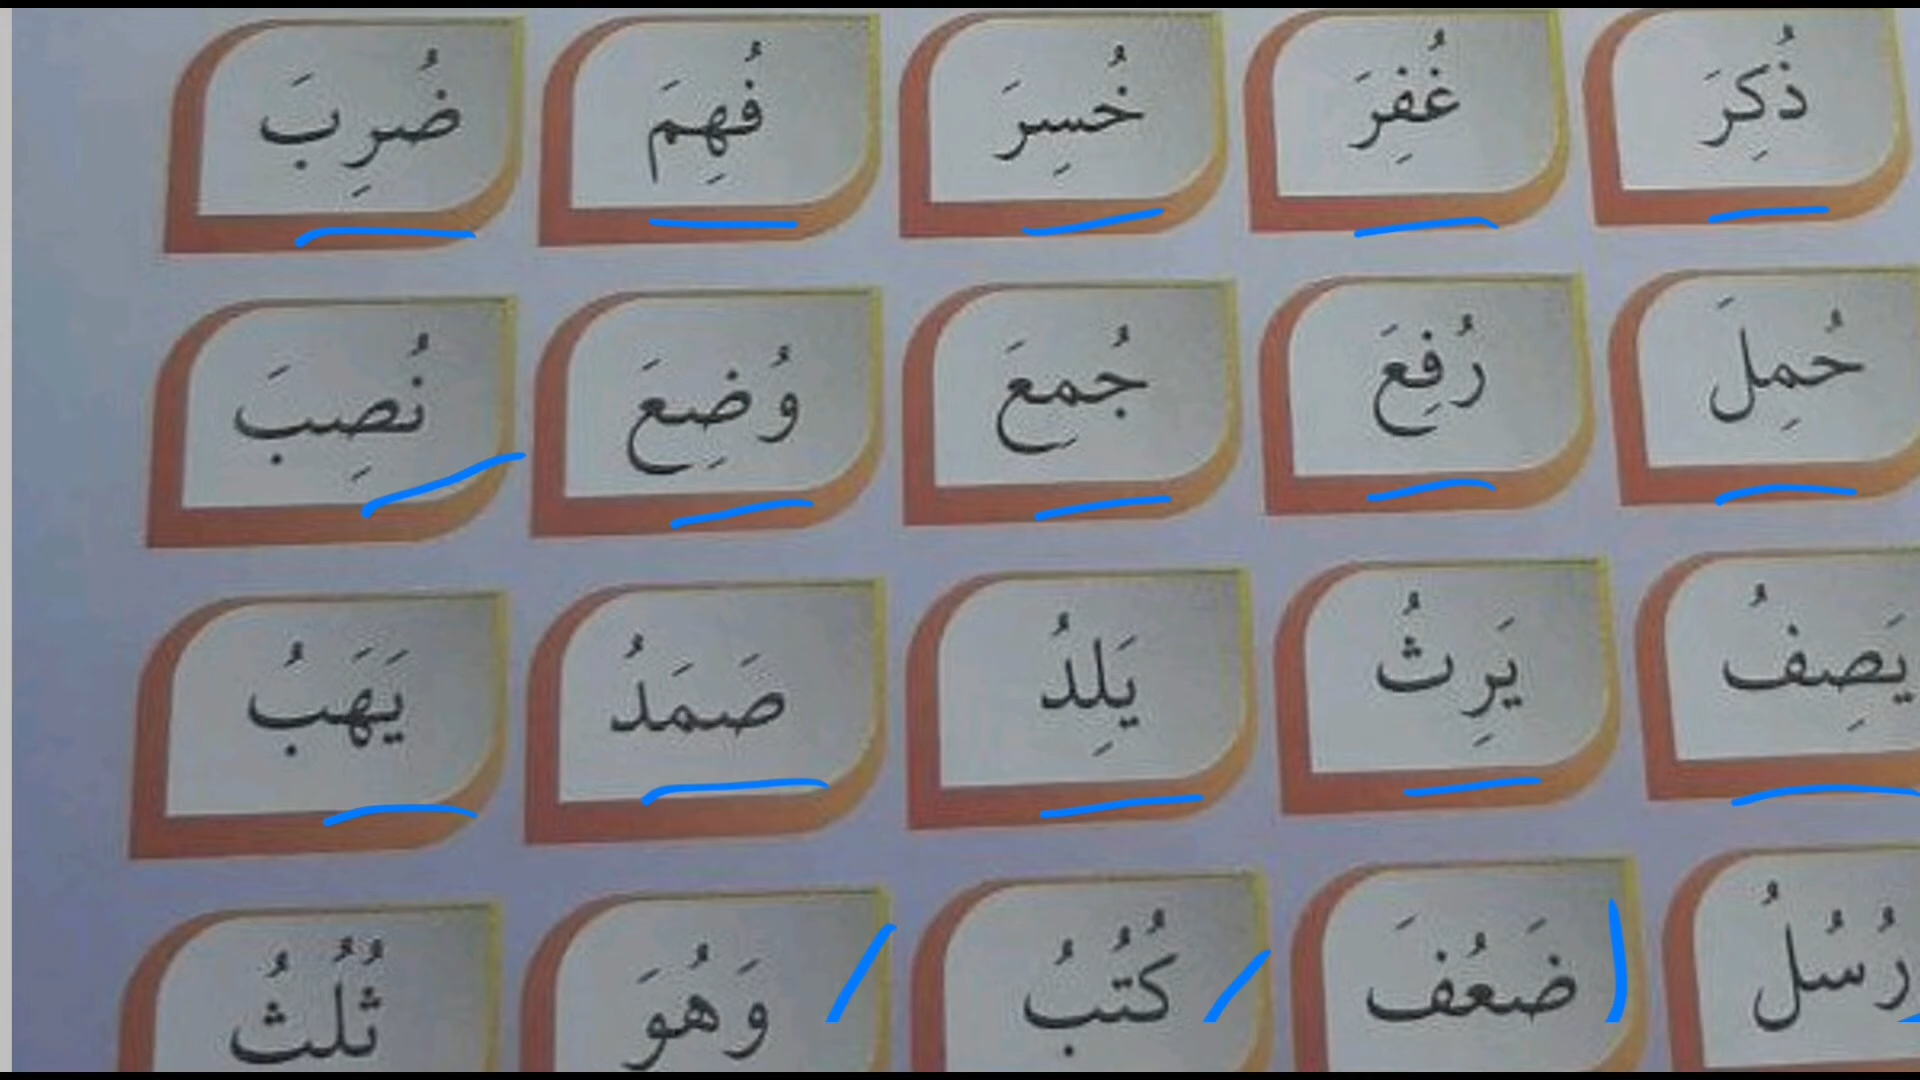 ذُكِرَ غُفِرَ خُسِرَ فُهِمَ ضُرِبَ
حُمِلَ رُفِعَ جُمِعَ وُضِعَ نُصِبَ
يَصِفُ يَرِثُ يَلِدُ صَمَدُ يَهَبُ
رُسُلُ ضَعُفَ كُتُبُ وَهُوَ ثُلُثُ